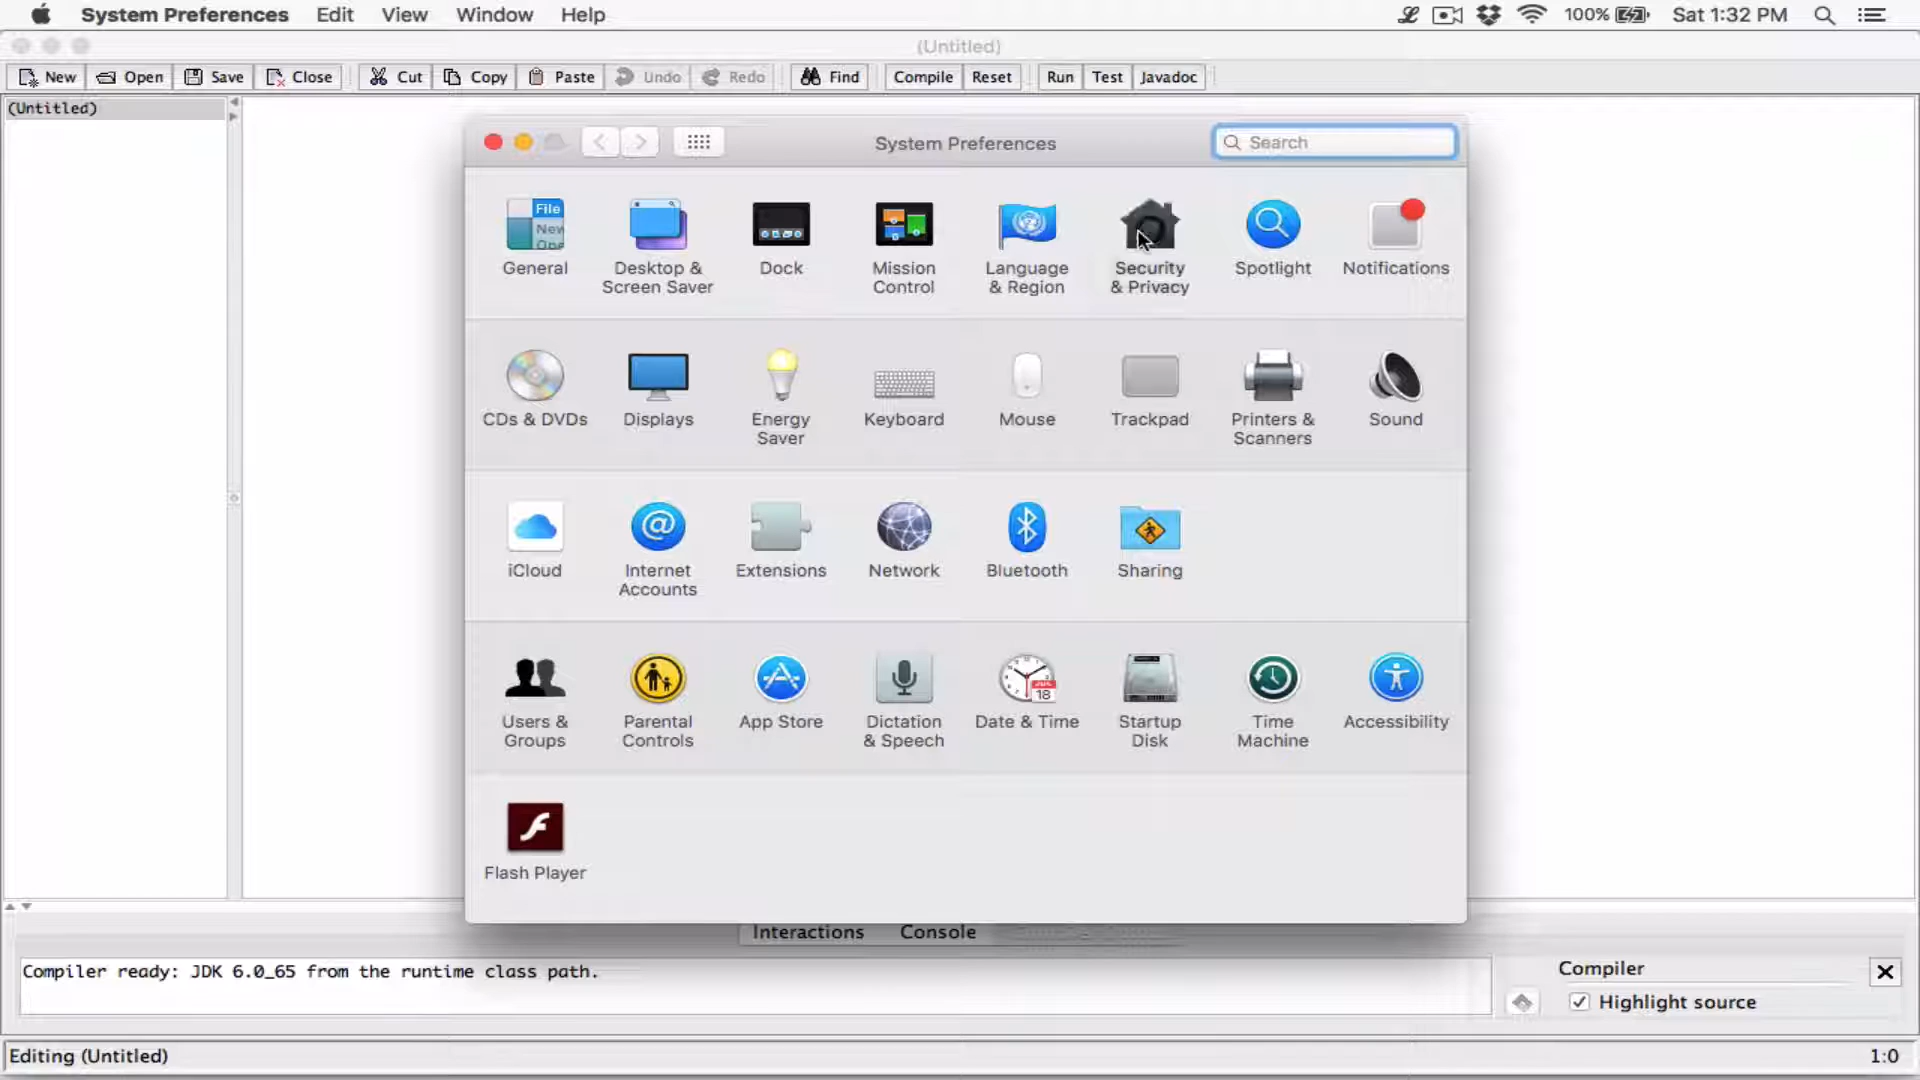 System Preferences Edit View Window Help 100% Sat 1:32 PM
(Untitled)
New Open Save Close Cut Copy Paste Undo Redo Find Compile Reset Run Test Javadoc
(Untitled)
System Preferences
Search
File
New
Ope
General
Desktop &
Screen Saver
Dock
Mission
Control
Language
& Region
Security
& Privacy
Spotlight
Notifications
CDs & DVDs
Displays
Energy
Saver
Keyboard
Mouse
Trackpad
Printers &
Scanners
Sound
iCloud
@
Internet
Accounts
Extensions
Network
Bluetooth
Sharing
Users &
Groups
Parental
Controls
App Store
Dictation
& Speech
18
Date & Time
Startup
Disk
Time
Machine
Accessibility
Flash Player
Interactions Console
Compiler ready: JDK 6.0_65 from the runtime class path.
Compiler
Highlight source
Editing (Untitled)
1:0